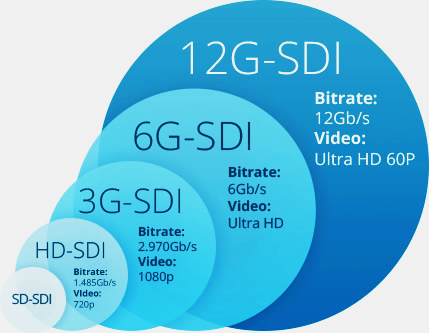 12G-SDI
Bitrate:
12Gb/s
Video:
Ultra HD 60P
6G-SDI
Bitrate:
6Gb/s
Video:
Ultra HD
3G-SDI
Bitrate:
2.970Gb/s
Video:
1080p
HD-SDI
Bitrate:
1.485Gb/s
Video:
720p
SD-SDI